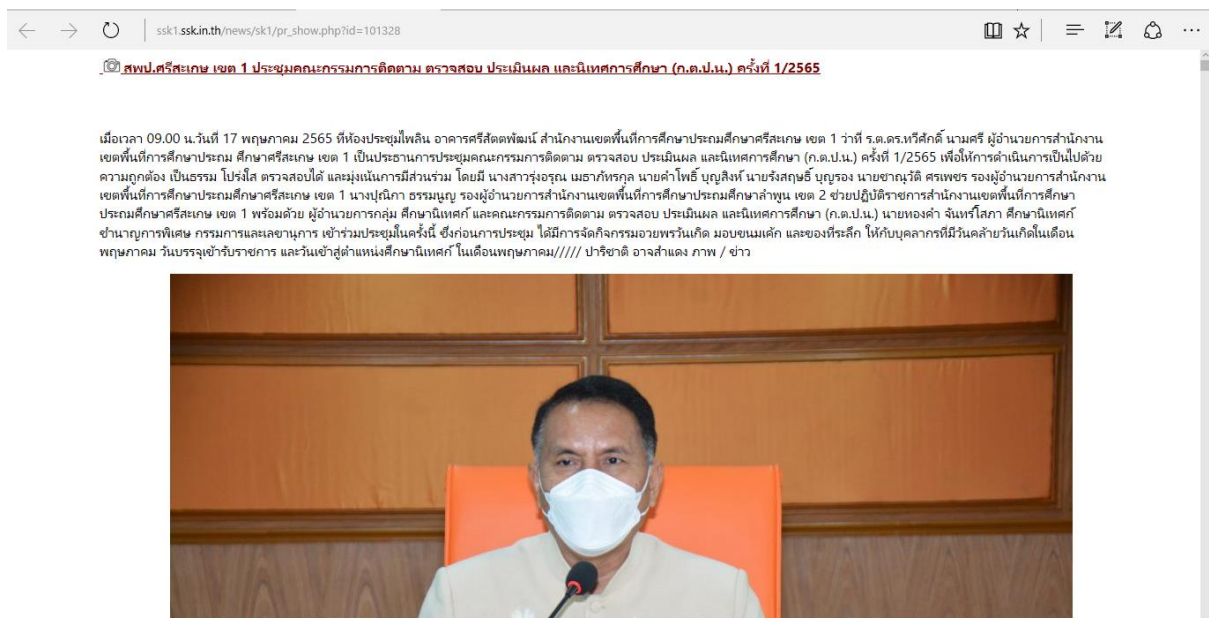 ssk1.ssk.in.th/news/sk1/pr_show.php?id=101328
สพป.ศรีสะเกษ เขต 1 ประชุมคณะกรรมการติดตาม ตรวจสอบ ประเมินผล และนิเทศการศึกษา (ก.ต.ป.น.) ครั้งที่ 1/2565
เมื่อเวลา 09.00 น.วันที่ 17 พฤษภาคม 2565 ที่ห้องประชุมไพลิน อาคารศรีสัตตพัฒน์ สำนักงานเขตพื้นที่การศึกษาประถมศึกษาศรีสะเกษ เขต 1 ว่าที่ ร.ต.ดร.ทวีศักดิ์ นามศรี ผู้อำนวยการสำนักงาน
เขตพื้นที่การศึกษาประถม ศึกษาศรีสะเกษ เขต 1 เป็นประธานการประชุมคณะกรรมการติดตาม ตรวจสอบ ประเมินผล และนิเทศการศึกษา (ก.ต.ป.น.) ครั้งที่ 1/2565 เพื่อให้การดำเนินการเป็นไปด้วย
ความถูกต้อง เป็นธรรม โปร่งใส ตรวจสอบได้ และมุ่งเน้นการมีส่วนร่วม โดยมี นางสาวรุ่งอรุณ เมธาภัทรกุล นายคำโพธิ์ บุญสิงห์ นายรังสฤษธิ์ บุญรอง นายชาญวัติ ศรเพชร รองผู้อำนวยการสำนักงาน
เขตพื้นที่การศึกษาประถมศึกษาศรีสะเกษ เขต 1 นางปุณิกา ธรรมนูญ รองผู้อำนวยการสำนักงานเขตพื้นที่การศึกษาประถมศึกษาลำพูน เขต 2 ช่วยปฏิบัติราชการสำนักงานเขตพื้นที่การศึกษา
ประถมศึกษาศรีสะเกษ เขต 1 พร้อมด้วย ผู้อำนวยการกลุ่ม ศึกษานิเทศก์ และคณะกรรมการติดตาม ตรวจสอบ ประเมินผล และนิเทศการศึกษา (ก.ต.ป.น.) นายทองคำ จันทร์โสภา ศึกษานิเทศก์
ชำนาญการพิเศษ กรรมการและเลขานุการ เข้าร่วมประชุมในครั้งนี้ ซึ่งก่อนการประชุม ได้มีการจัดกิจกรรมอวยพรวันเกิด มอบขนมเค้ก และของที่ระลึก ให้กับบุคลากรที่มีวันคล้ายวันเกิดในเดือน
พฤษภาคม วันบรรจุเข้ารับราชการ และวันเข้าสู่ตำแหน่งศึกษานิเทศก์ ในเดือนพฤษภาคม///// ปาริชาติ อาจสำแดง ภาพ / ข่าว